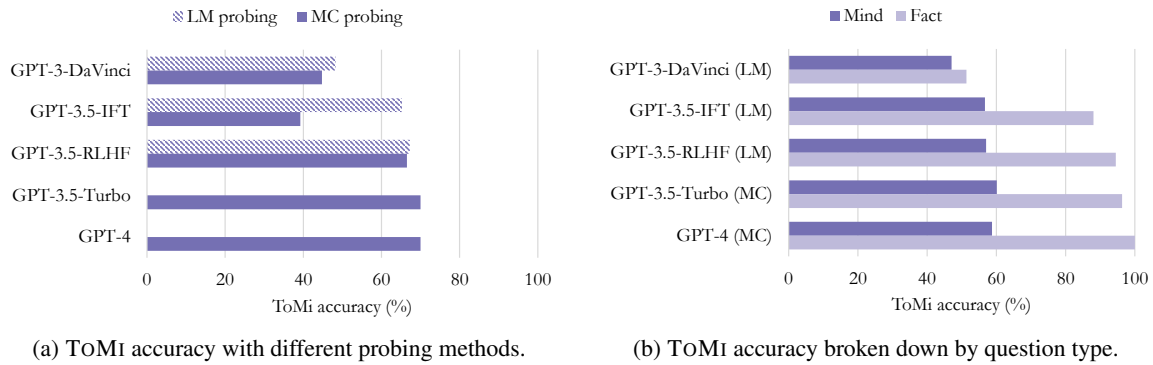 LM probing MC probing
GPT-3-DaVinci
GPT-3.5-IFT
GPT-3.5-RLHF
GPT-3.5-Turbo
GPT-4
0 20 40 60 80 100
ToMi accuracy (%)
(a) TOMI accuracy with different probing methods.
Mind Fact
GPT-3-DaVinci (LM)
GPT-3.5-IFT (LM)
GPT-3.5-RLHF (LM)
GPT-3.5-Turbo (MC)
GPT-4 (MC)
0 20 40 60 80 100
ToMi accuracy (%)
(b) TOMI accuracy broken down by question type.